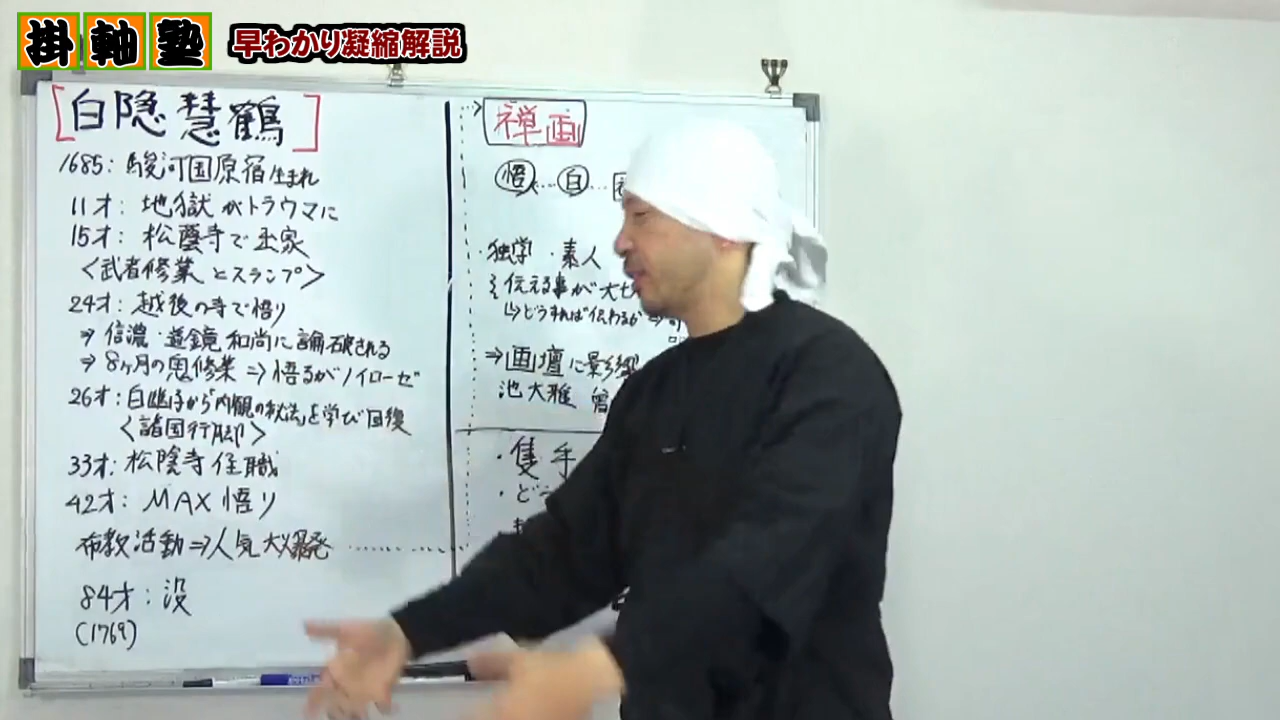 掛軸塾
早わかり凝縮解説
[白隠慧鶴]
1685：駿河国原宿生まれ
11才：地獄がトラウマに
15才：松蔭寺で出家
＜武者修業とスランプ＞
24才：越後の寺で悟り
⇒信濃・道鏡和尚に論破される
⇒8ヶ月の鬼修業⇒悟るがノイローゼ
26才：白幽子から「内観の秘法」を学び回復
＜諸国行脚＞
33才：松陰寺住職
42才：MAX悟り
布教活動⇒人気大爆発
84才：没
(1769)
禅画
悟 白
・独学 ・素人
伝える事が大切
どうすれば伝わるか⇒
⇒画壇に影響
池大雅 曾
・隻手
・どう